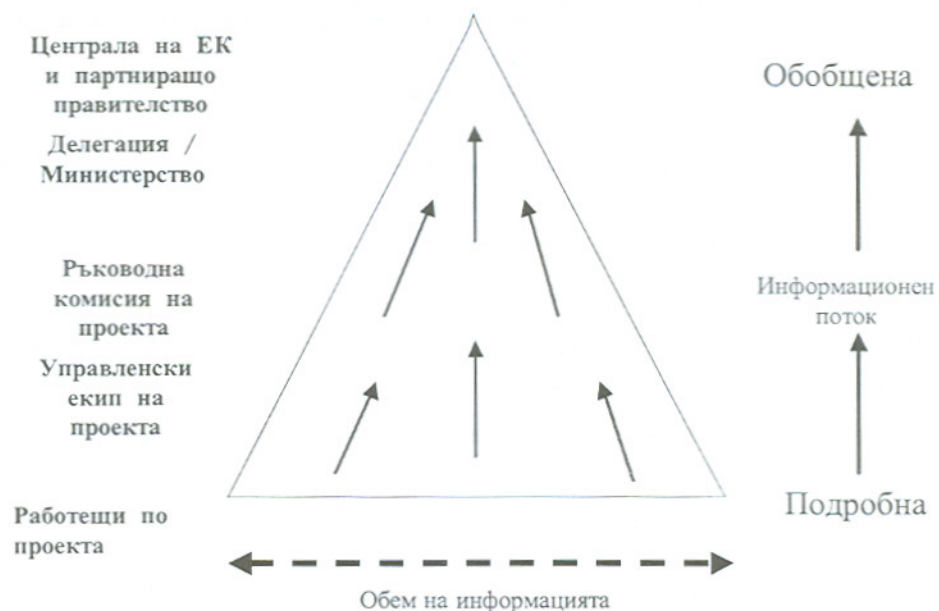 Централа на ЕК
и партниращо
правителство
Делегация /
Министерство
Ръководна
комисия на
проекта
Управленски
екип на
проекта
Работещи по
проекта
Обобщена
Информационен
поток
Подробна
Обем на информацията